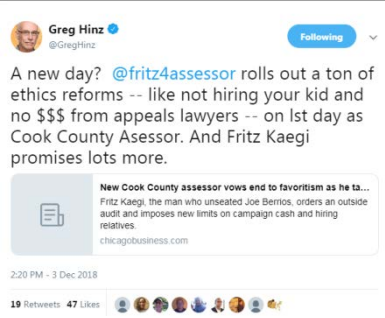 Greg Hinz
@GregHinz
Following
A new day? @fritz4assessor rolls out a ton of
ethics reforms -- like not hiring your kid and
no $$$ from appeals lawyers -- on lst day as
Cook County Asessor. And Fritz Kaegi
promises lots more.
New Cook County assessor vows end to favoritism as he ta...
Fritz Kaegi, the man who unseated Joe Berrios, orders an outside
audit and imposes new limits on campaign cash and hiring
relatives.
chicagobusiness.com
2:20 PM - 3 Dec 2018
19 Retweets 47 Likes